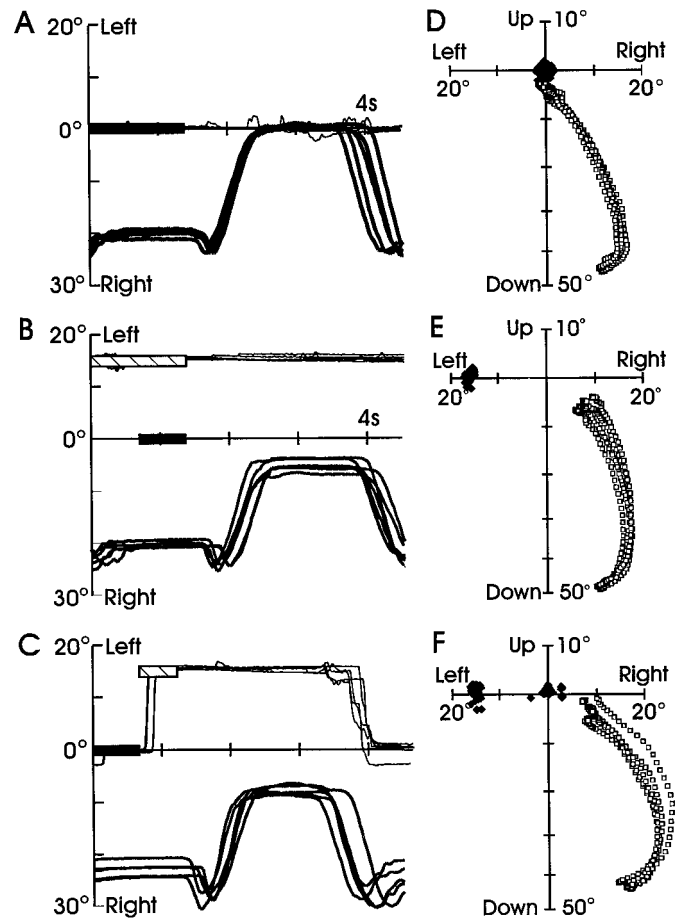 A
20° Left
4s
0°
30° Right
D
Up 10°
Left
Right
20°
20°
Down 50°
B
20° Left
4s
0°
30° Right
E
Up 10°
Left
Right
20°
20°
Down 50°
C
20° Left
0°
30° Right
F
Up 10°
Left
Right
20°
20°
Down 50°